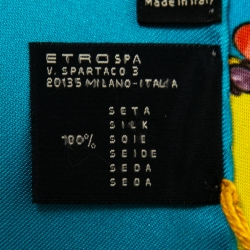 Made in Italy
ETRO SPA
V. SPARTACO 3
20135 MILANO-ITALIA
SETA
SILK
100% SOIE
SEIDE
SEDA
SEDA